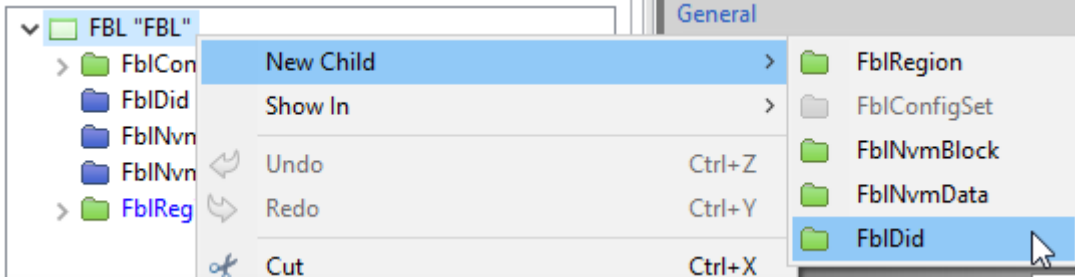 General
FBL "FBL"
FblCon
New Child
FblRegion
FblDid
Show In
FblConfigSet
FblNvn
Undo
Ctrl+Z
FblNvmBlock
FblNvn
FblNvmData
FblReg
Redo
Ctrl+Y
FblDid
Cut
Ctrl+X